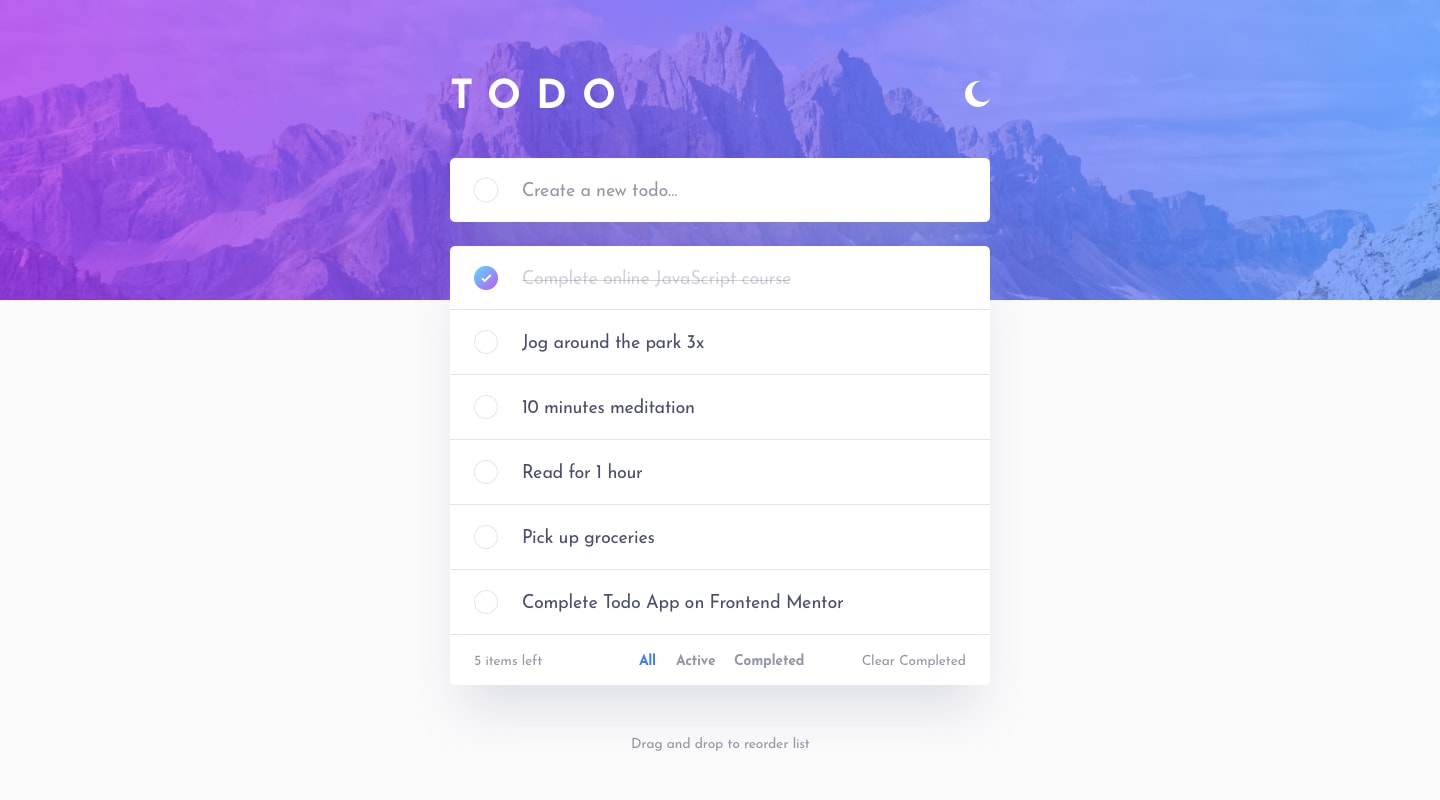 TODO
Create a new todo...
Complete online JavaScript course
Jog around the park 3x
10 minutes meditation
Read for 1 hour
Pick up groceries
Complete Todo App on Frontend Mentor
5 items left All Active Completed Clear Completed
Drag and drop to reorder list